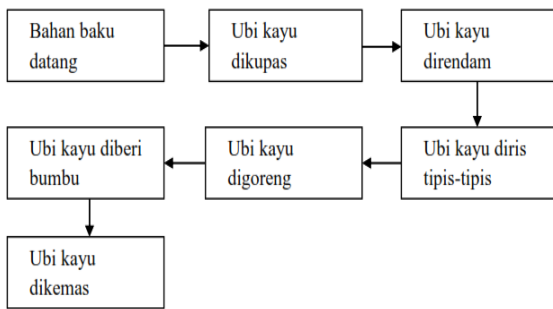 Bahan baku
datang
Ubi kayu
dikupas
Ubi kayu
direndam
Ubi kayu diris
tipis-tipis
Ubi kayu
digoreng
Ubi kayu diberi
bumbu
Ubi kayu
dikemas